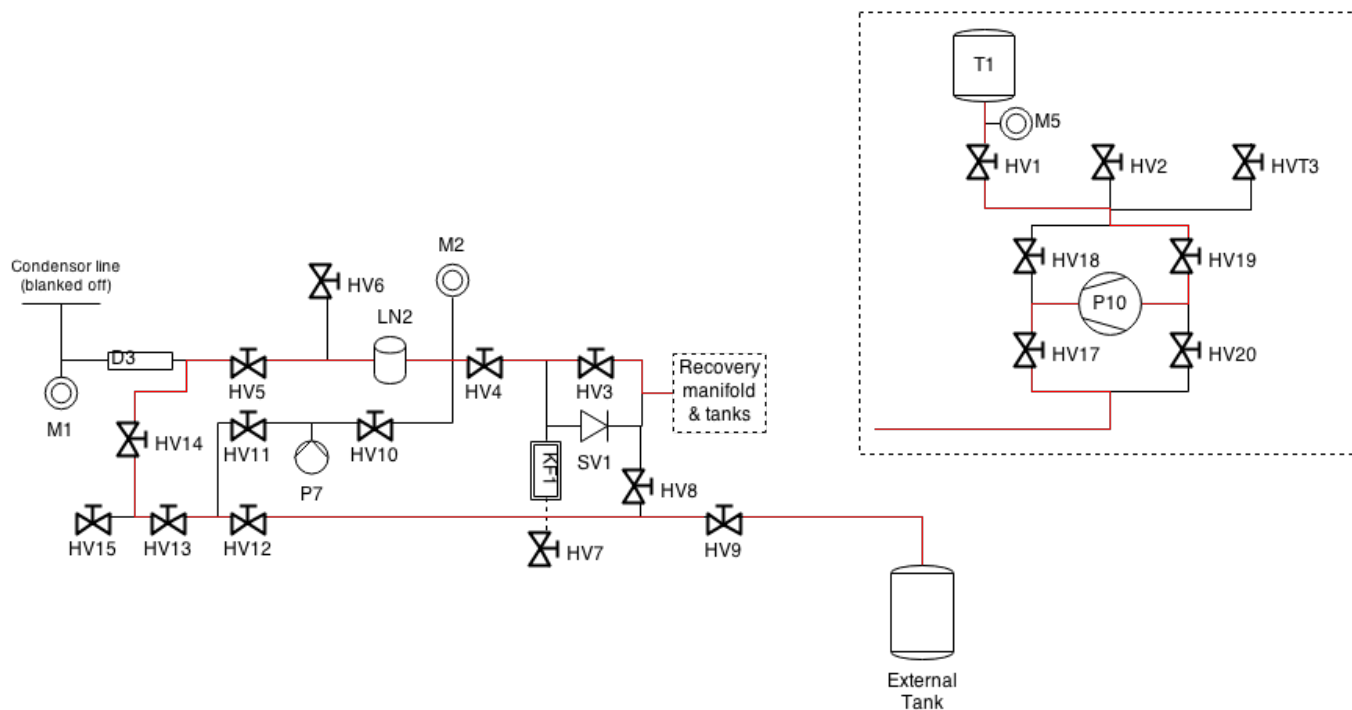 T1
M5
HV1
HV2
HVT3
HV18
HV19
P10
HV17
HV20
M2
Condensor line
(blanked off)
HV6
LN2
D3
HV5
HV4
HV3
Recovery
manifold
& tanks
M1
HV14
HV11
HV10
SV1
P7
KF1
HV8
HV15
HV13
HV12
HV7
HV9
External
Tank